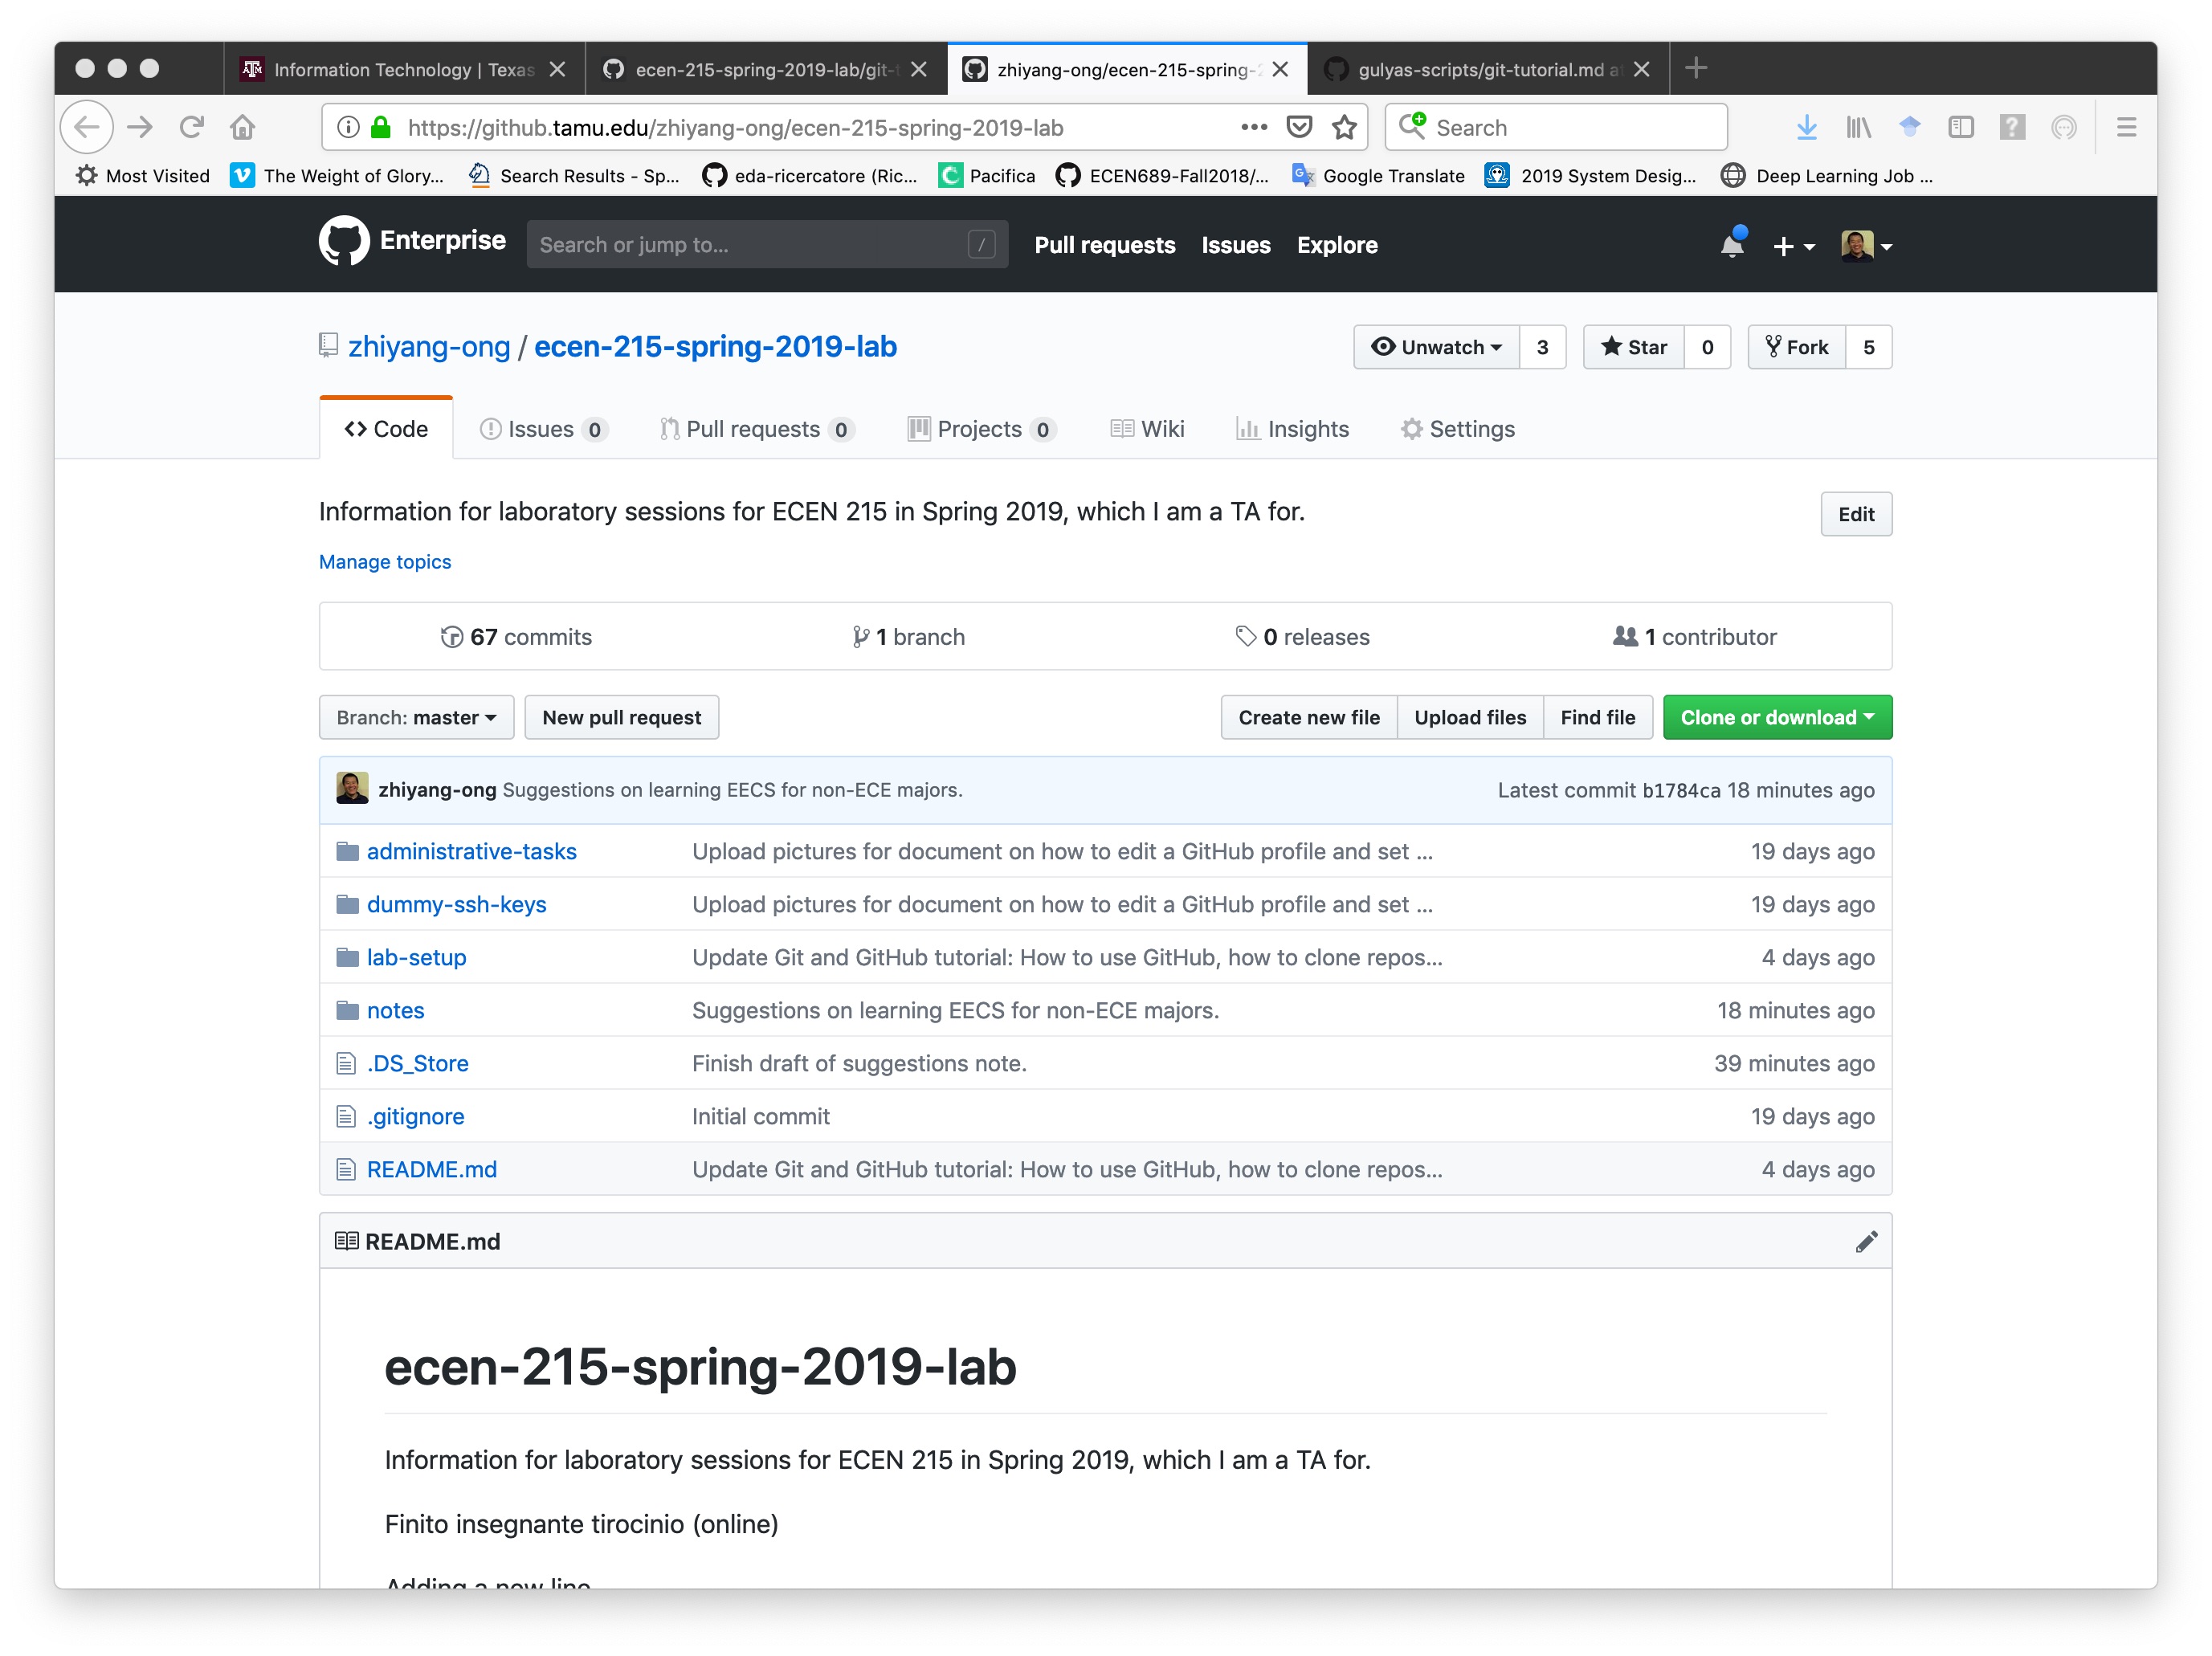 Information Technology | Texas
ecen-215-spring-2019-lab/git-t
zhiyang-ong/ecen-215-spring-2
gulyas-scripts/git-tutorial.md at
https://github.tamu.edu/zhiyang-ong/ecen-215-spring-2019-lab
Search
Most Visited The Weight of Glory... Search Results - Sp... eda-ricercatore (Ric... Pacifica ECEN689-Fall2018/... Google Translate 2019 System Desig... Deep Learning Job ...
Enterprise Search or jump to... / Pull requests Issues Explore
zhiyang-ong / ecen-215-spring-2019-lab Unwatch 3 Star 0 Fork 5
Code Issues 0 Pull requests 0 Projects 0 Wiki Insights Settings
Information for laboratory sessions for ECEN 215 in Spring 2019, which I am a TA for. Edit
Manage topics
67 commits 1 branch 0 releases 1 contributor
Branch: master New pull request Create new file Upload files Find file Clone or download
zhiyang-ong Suggestions on learning EECS for non-ECE majors. Latest commit b1784ca 18 minutes ago
administrative-tasks Upload pictures for document on how to edit a GitHub profile and set ... 19 days ago
dummy-ssh-keys Upload pictures for document on how to edit a GitHub profile and set ... 19 days ago
lab-setup Update Git and GitHub tutorial: How to use GitHub, how to clone repos... 4 days ago
notes Suggestions on learning EECS for non-ECE majors. 18 minutes ago
.DS_Store Finish draft of suggestions note. 39 minutes ago
.gitignore Initial commit 19 days ago
README.md Update Git and GitHub tutorial: How to use GitHub, how to clone repos... 4 days ago
README.md
ecen-215-spring-2019-lab
Information for laboratory sessions for ECEN 215 in Spring 2019, which I am a TA for.
Finito insegnante tirocinio (online)
Adding a new line